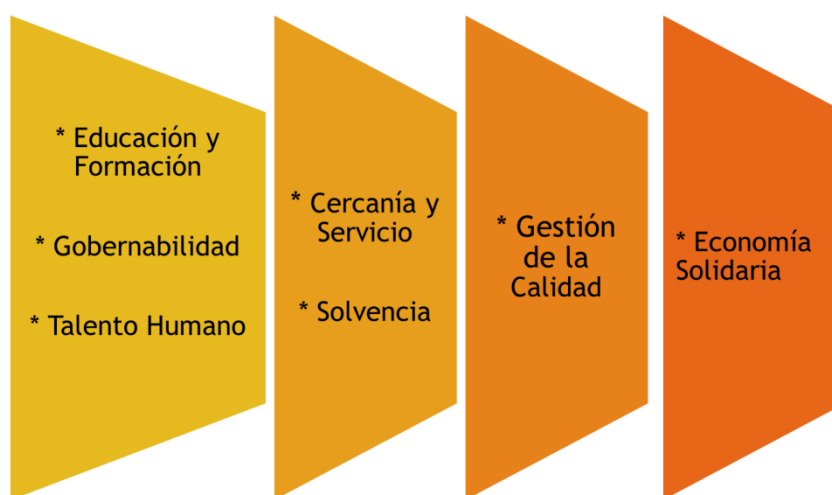 * Educación y
Formación
* Gobernabilidad
* Talento Humano
* Cercanía y
Servicio
* Solvencia
* Gestión
de la
Calidad
* Economía
Solidaria